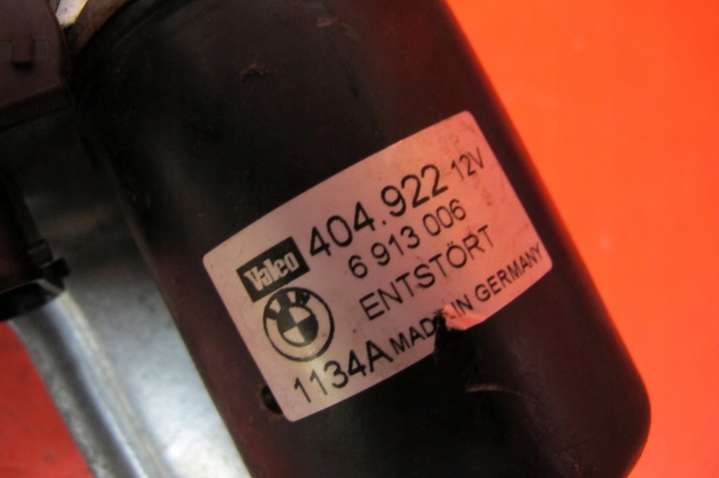 Valeo 404.922 12V
6 913 006
ENTSTÖRT
1134A MADE IN GERMANY